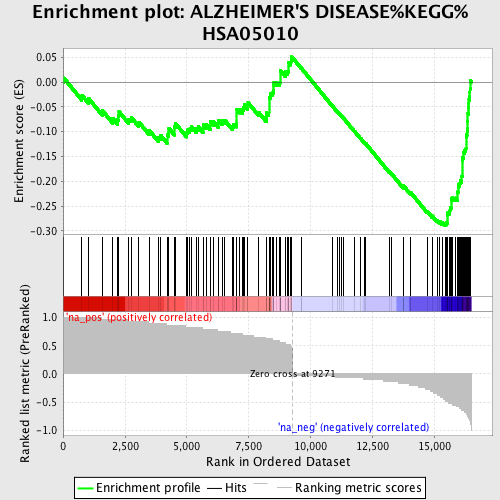 Enrichment plot: ALZHEIMER'S DISEASE%KEGG%
HSA05010
Enrichment score (ES)
0.05
0.00
-0.05
-0.10
-0.15
-0.20
-0.25
-0.30
'na_pos' (positively correlated)
Ranked list metric (PreRanked)
1.0
0.5
0.0
-0.5
-1.0
Zero cross at 9271
'na_neg' (negatively correlated)
0 2,500 5,000 7,500 10,000 12,500 15,000
Rank in Ordered Dataset
Enrichment profile Hits Ranking metric scores